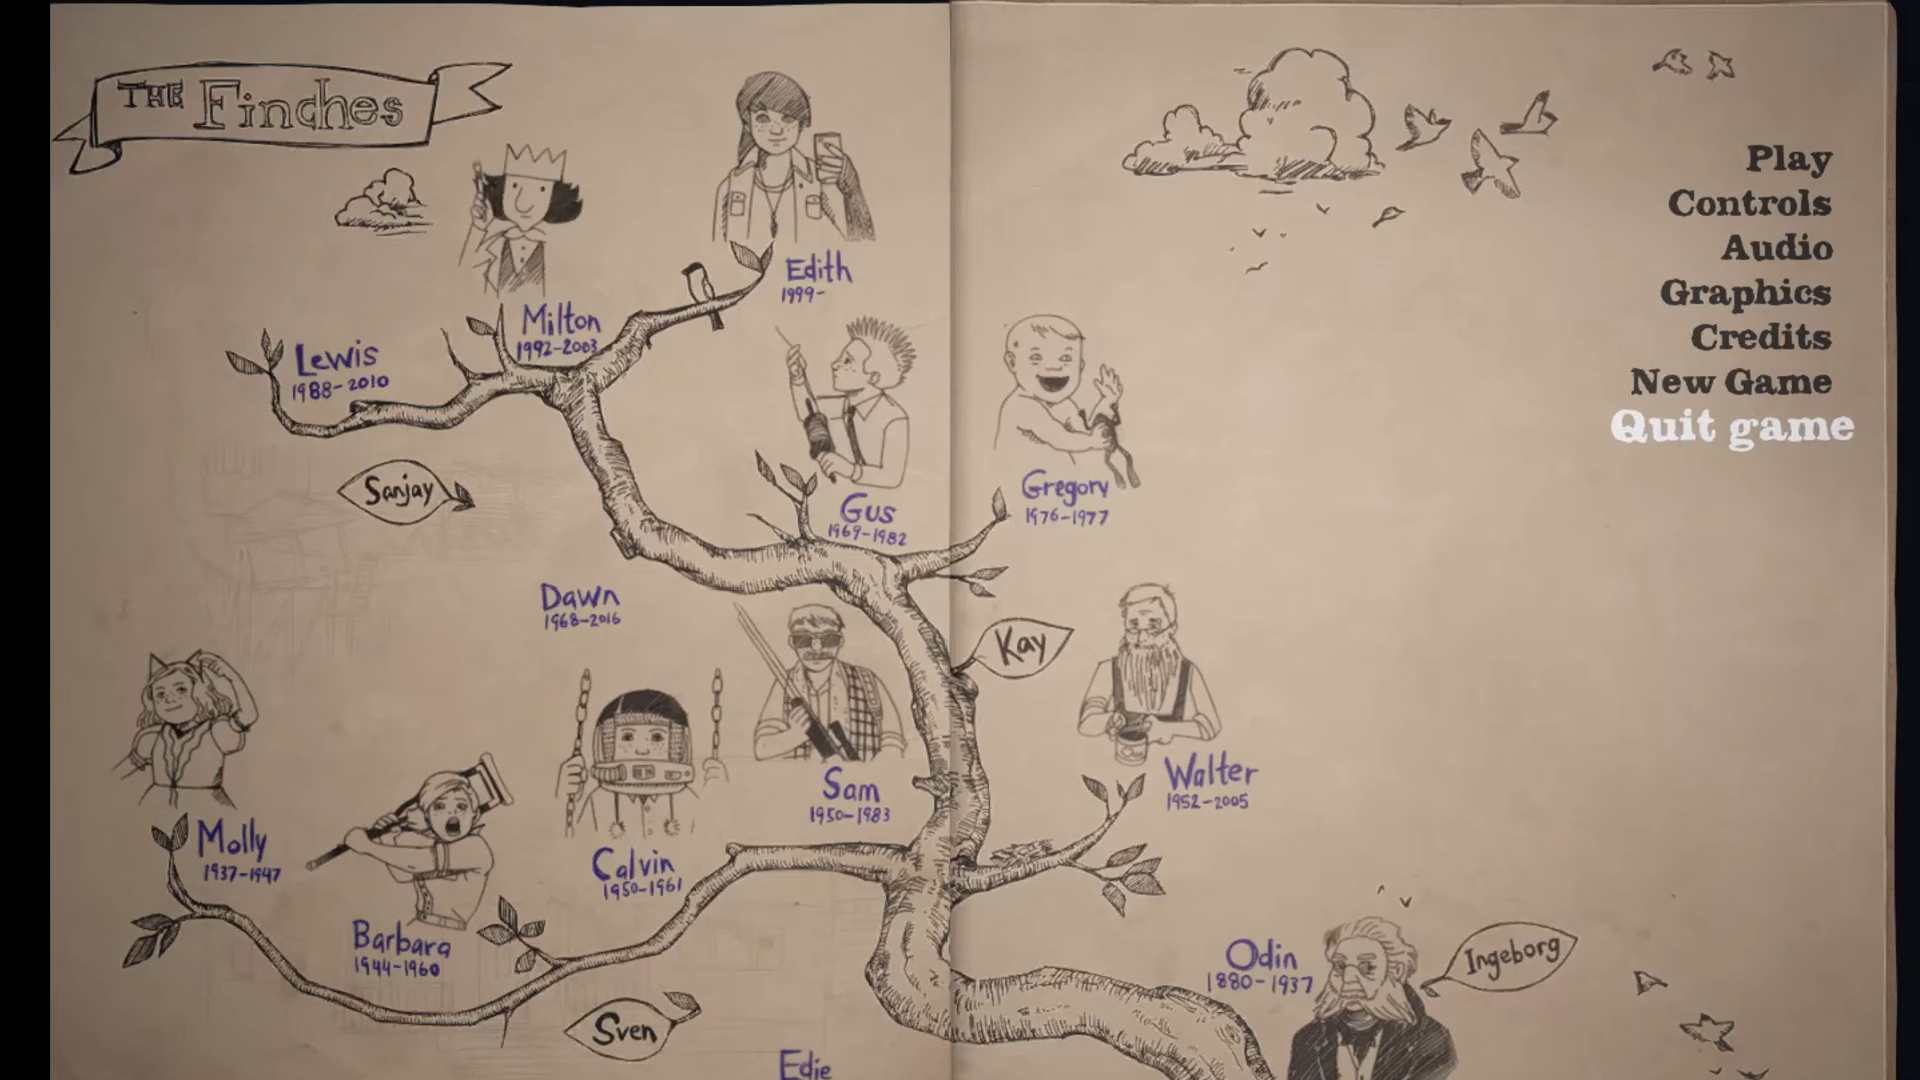 THE Finches
Edith
1999-
Milton
1992-2003
Lewis
1988-2010
Sanjay
Gus
1969-1982
Gregory
1976-1977
Dawn
1968-2016
Kay
Sam
1950-1983
Walter
1952-2005
Molly
1937-1947
Calvin
1950-1961
Barbara
1944-1960
Sven
Edie
Odin
1880-1937
Ingeborg
Play
Controls
Audio
Graphics
Credits
New Game
Quit game